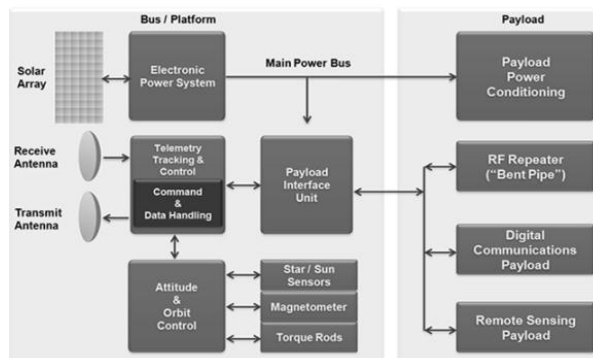 Bus / Platform
Payload
Solar
Array
Electronic
Power System
Main Power Bus
Payload
Power
Conditioning
Receive
Antenna
Telemetry
Tracking &
Control
Command
&
Data Handling
Payload
Interface
Unit
RF Repeater
("Bent Pipe")
Transmit
Antenna
Digital
Communications
Payload
Attitude
&
Orbit
Control
Star / Sun
Sensors
Magnetometer
Torque Rods
Remote Sensing
Payload